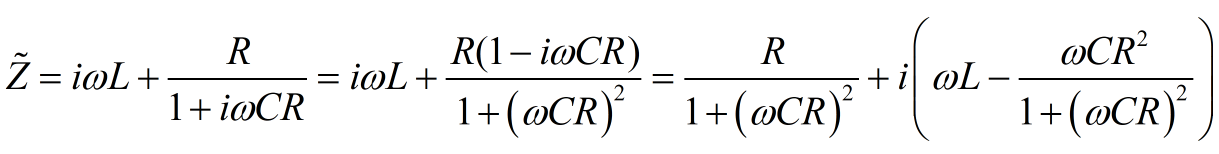 Z̃ = iωL + R/(1 + iωCR) = iωL + R(1 − iωCR)/(1 + (ωCR)²) = R/(1 + (ωCR)²) + i(ωL − ωCR²/(1 + (ωCR)²))